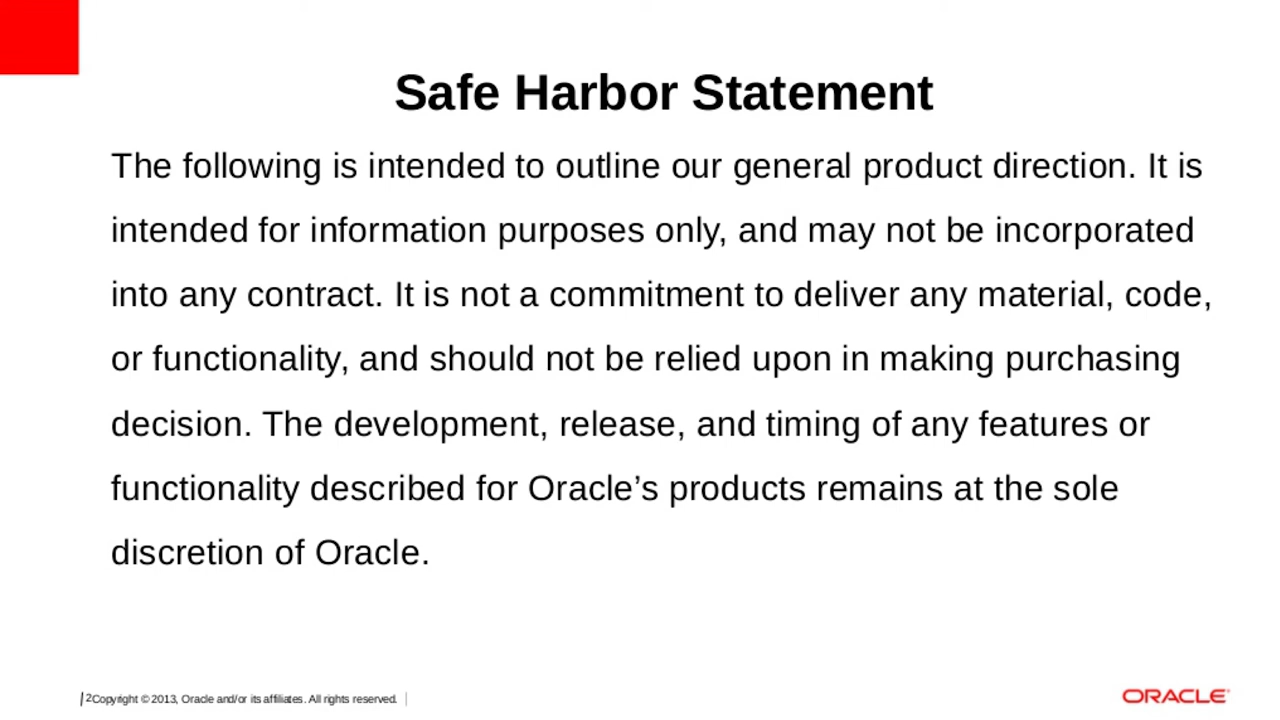 Safe Harbor Statement
The following is intended to outline our general product direction. It is
intended for information purposes only, and may not be incorporated
into any contract. It is not a commitment to deliver any material, code,
or functionality, and should not be relied upon in making purchasing
decision. The development, release, and timing of any features or
functionality described for Oracle’s products remains at the sole
discretion of Oracle.
2Copyright © 2013, Oracle and/or its affiliates. All rights reserved.
ORACLE